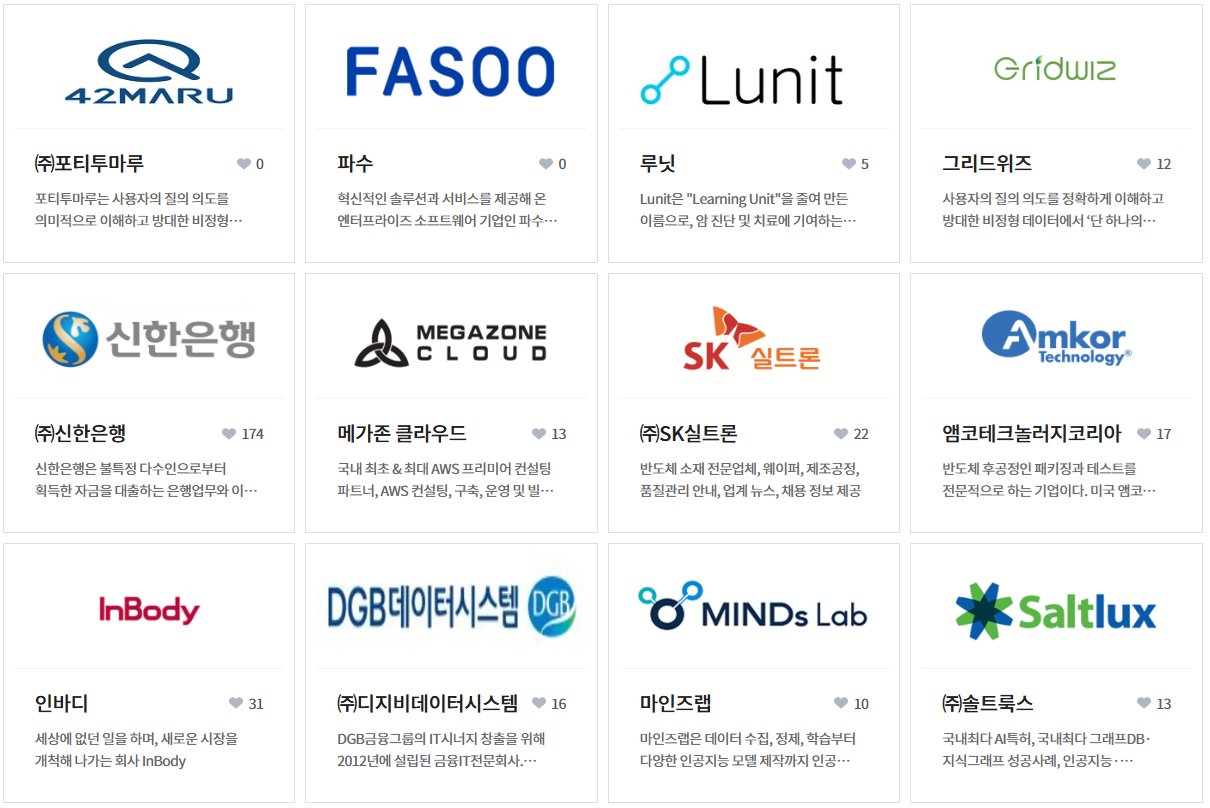 42MARU
㈜포티투마루 0
포티투마루는 사용자의 질의 의도를
의미적으로 이해하고 방대한 비정형…
FASOO
파수 0
혁신적인 솔루션과 서비스를 제공해 온
엔터프라이즈 소프트웨어 기업인 파수…
Lunit
루닛 5
Lunit은 "Learning Unit"을 줄여 만든
이름으로, 암 진단 및 치료에 기여하는…
Gridwiz
그리드위즈 12
사용자의 질의 의도를 정확하게 이해하고
방대한 비정형 데이터에서 ‘단 하나의…
신한은행
㈜신한은행 174
신한은행은 불특정 다수인으로부터
획득한 자금을 대출하는 은행업무와 이…
MEGAZONE
CLOUD
메가존 클라우드 13
국내 최초 & 최대 AWS 프리미어 컨설팅
파트너, AWS 컨설팅, 구축, 운영 및 빌…
SK 실트론
㈜SK실트론 22
반도체 소재 전문업체, 웨이퍼, 제조공정,
품질관리 안내, 업계 뉴스, 채용 정보 제공
Amkor
Technology®
앰코테크놀러지코리아 17
반도체 후공정인 패키징과 테스트를
전문적으로 하는 기업이다. 미국 앰코…
InBody
인바디 31
세상에 없던 일을 하며, 새로운 시장을
개척해 나가는 회사 InBody
DGB데이터시스템 DGB
㈜디지비데이터시스템 16
DGB금융그룹의 IT시너지 창출을 위해
2012년에 설립된 금융IT전문회사.…
MINDs Lab
마인즈랩 10
마인즈랩은 데이터 수집, 정제, 학습부터
다양한 인공지능 모델 제작까지 인공…
Saltlux
㈜솔트룩스 13
국내최다 AI특허, 국내최다 그래프DB·
지식그래프 성공사례, 인공지능·…